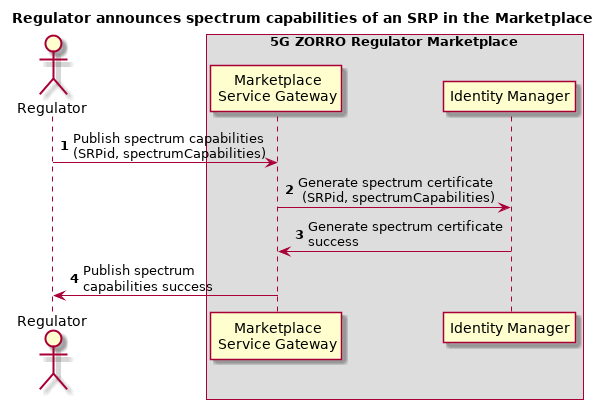 Regulator announces spectrum capabilities of an SRP in the Marketplace
5G ZORRO Regulator Marketplace
Marketplace
Service Gateway
Identity Manager
Regulator
1 Publish spectrum capabilities
(SRPid, spectrumCapabilities)
2 Generate spectrum certificate
(SRPid, spectrumCapabilities)
3 Generate spectrum certificate
success
4 Publish spectrum
capabilities success
Regulator
Marketplace
Service Gateway
Identity Manager